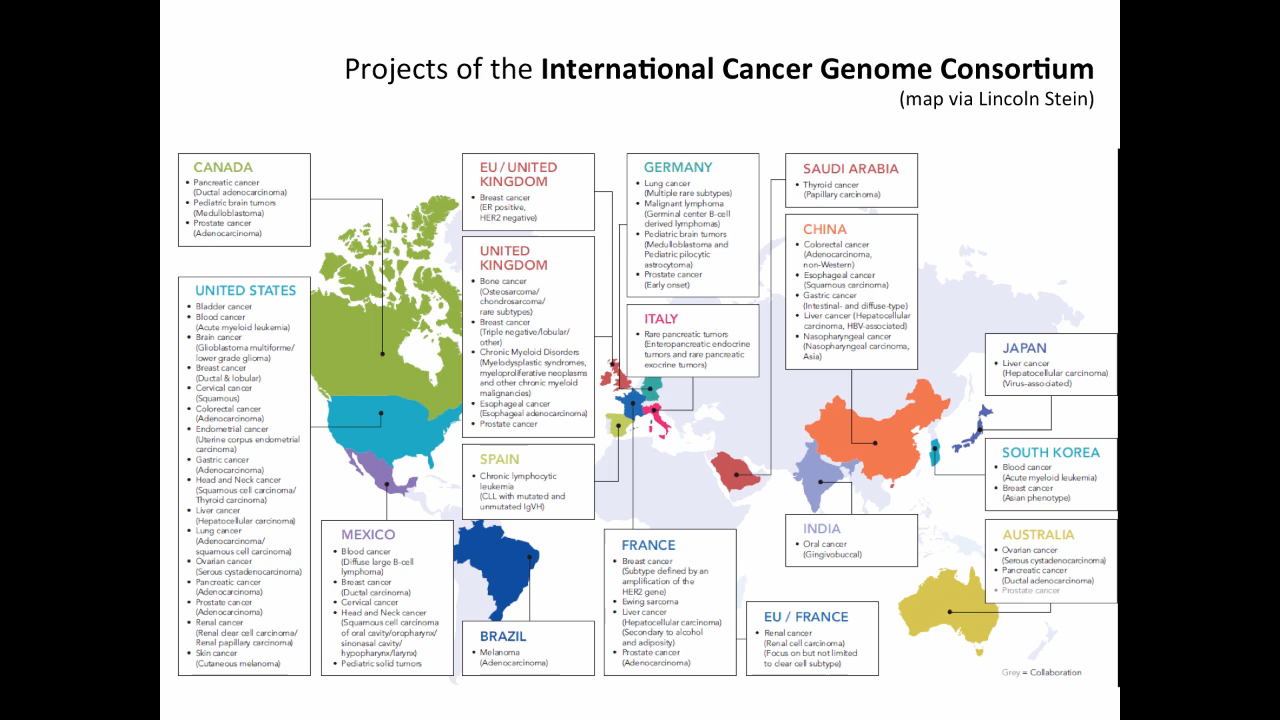 Projects of the International Cancer Genome Consortium
(map via Lincoln Stein)
CANADA
• Pancreatic cancer
(Ductal adenocarcinoma)
• Pediatric brain tumors
(Medulloblastoma)
• Prostate cancer
(Adenocarcinoma)
UNITED STATES
• Bladder cancer
• Blood cancer
(Acute myeloid leukemia)
• Brain cancer
(Glioblastoma multiforme/
lower grade glioma)
• Breast cancer
(Ductal & lobular)
• Cervical cancer
(Squamous)
• Colorectal cancer
(Adenocarcinoma)
• Endometrial cancer
(Uterine corpus endometrial
carcinoma)
• Gastric cancer
(Adenocarcinoma)
• Head and Neck cancer
(Squamous cell carcinoma/
Thyroid carcinoma)
• Liver cancer
(Hepatocellular carcinoma)
• Lung cancer
(Adenocarcinoma/
squamous cell carcinoma)
• Ovarian cancer
(Serous cystadenocarcinoma)
• Pancreatic cancer
(Adenocarcinoma)
• Prostate cancer
(Adenocarcinoma)
• Renal cancer
(Renal clear cell carcinoma/
Renal papillary carcinoma)
• Skin cancer
(Cutaneous melanoma)
MEXICO
• Blood cancer
(Diffuse large B-cell
lymphoma)
• Breast cancer
(Ductal carcinoma)
• Cervical cancer
• Head and Neck cancer
(Squamous cell carcinoma
of oral cavity/oropharynx/
sinonasal cavity/
hypopharynx/larynx)
• Pediatric solid tumors
EU / UNITED
KINGDOM
• Breast cancer
(ER positive,
HER2 negative)
UNITED
KINGDOM
• Bone cancer
(Osteosarcoma/
chondrosarcoma/
rare subtypes)
• Breast cancer
(Triple negative/lobular/
other)
• Chronic Myeloid Disorders
(Myelodysplastic syndromes,
myeloproliferative neoplasms
and other chronic myeloid
malignancies)
• Esophageal cancer
(Esophageal adenocarcinoma)
• Prostate cancer
SPAIN
• Chronic lymphocytic
leukemia
(CLL with mutated and
unmutated IgVH)
BRAZIL
• Melanoma
(Adenocarcinoma)
GERMANY
• Lung cancer
(Multiple rare subtypes)
• Malignant lymphoma
(Germinal center B-cell
derived lymphomas)
• Pediatric brain tumors
(Medulloblastoma and
Pediatric pilocytic
astrocytoma)
• Prostate cancer
(Early onset)
ITALY
• Rare pancreatic tumors
(Enteropancreatic endocrine
tumors and rare pancreatic
exocrine tumors)
FRANCE
• Breast cancer
(Subtype defined by an
amplification of the
HER2 gene)
• Ewing sarcoma
• Liver cancer
(Hepatocellular carcinoma)
(Secondary to alcohol
and adiposity)
• Prostate cancer
(Adenocarcinoma)
EU / FRANCE
• Renal cancer
(Renal cell carcinoma)
(Focus on but not limited
to clear cell subtype)
SAUDI ARABIA
• Thyroid cancer
(Papillary carcinoma)
CHINA
• Colorectal cancer
(Adenocarcinoma,
non-Western)
• Esophageal cancer
(Squamous carcinoma)
• Gastric cancer
(Intestinal- and diffuse-type)
• Liver cancer (Hepatocellular
carcinoma, HBV-associated)
• Nasopharyngeal cancer
(Nasopharyngeal carcinoma,
Asia)
INDIA
• Oral cancer
(Gingivobuccal)
JAPAN
• Liver cancer
(Hepatocellular carcinoma)
(Virus-associated)
SOUTH KOREA
• Blood cancer
(Acute myeloid leukemia)
• Breast cancer
(Asian phenotype)
AUSTRALIA
• Ovarian cancer
(Serous cystadenocarcinoma)
• Pancreatic cancer
(Ductal adenocarcinoma)
• Prostate cancer
Grey = Collaboration